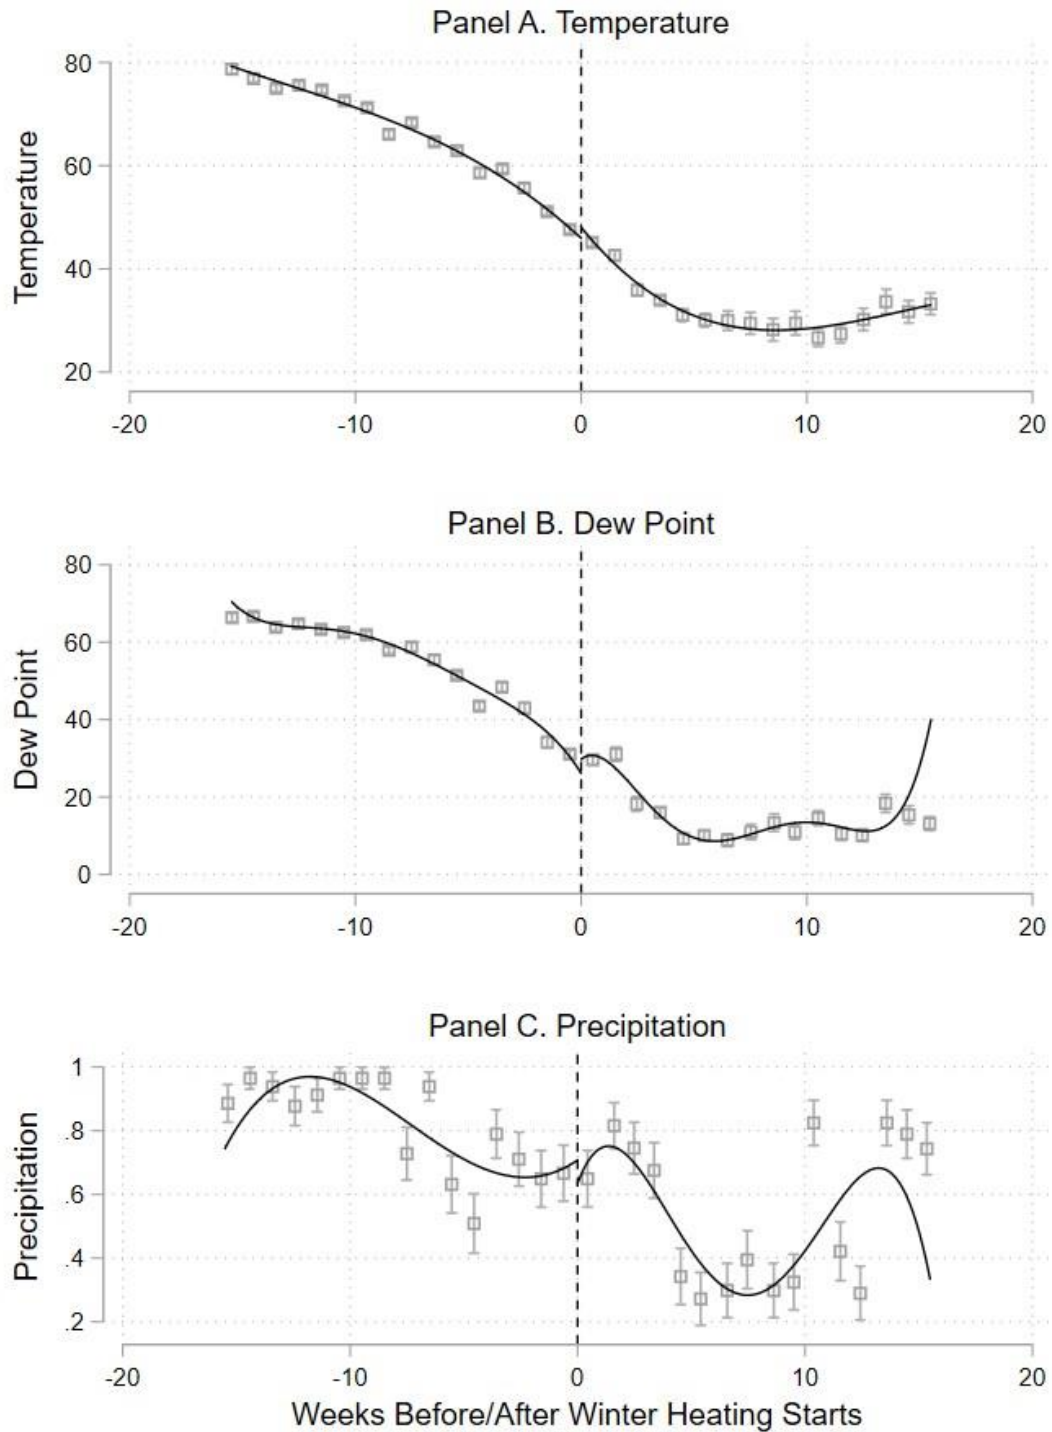 Panel A. Temperature
Temperature
80
60
40
20
-20 -10 0 10 20
Panel B. Dew Point
Dew Point
80
60
40
20
0
-20 -10 0 10 20
Panel C. Precipitation
Precipitation
1
.8
.6
.4
.2
-20 -10 0 10 20
Weeks Before/After Winter Heating Starts